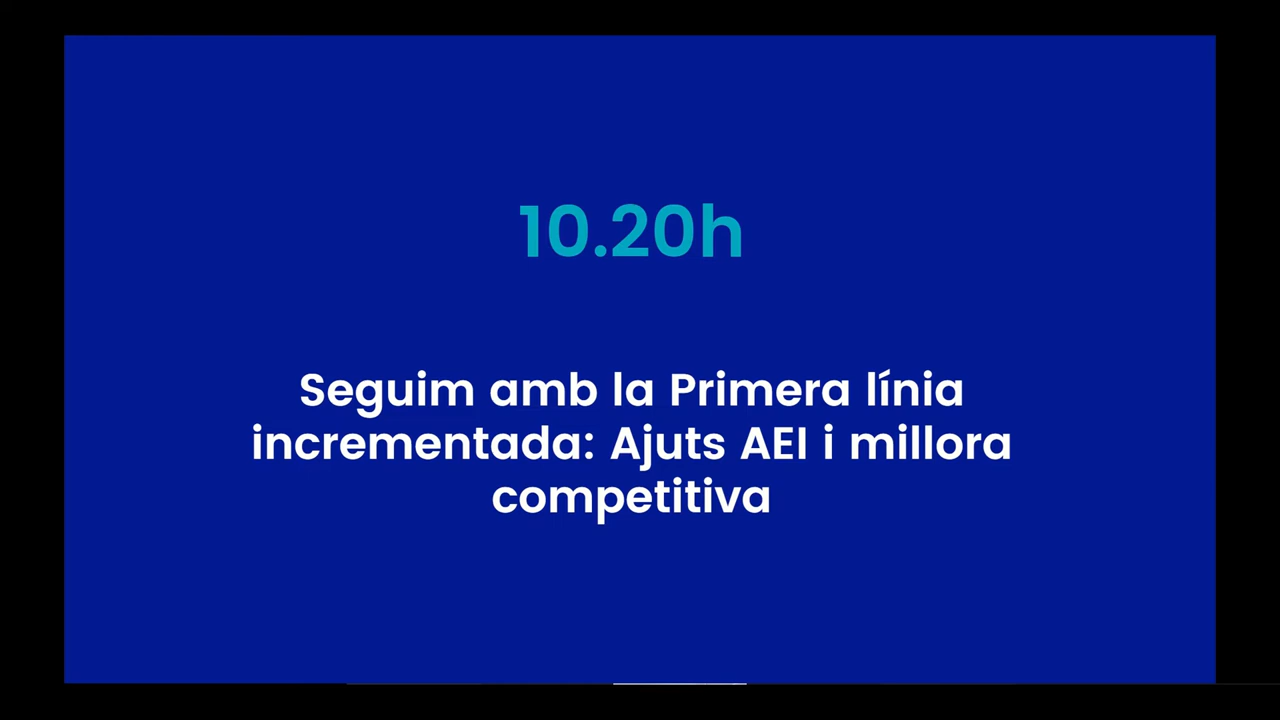 10.20h
Seguim amb la Primera línia
incrementada: Ajuts AEI i millora
competitiva